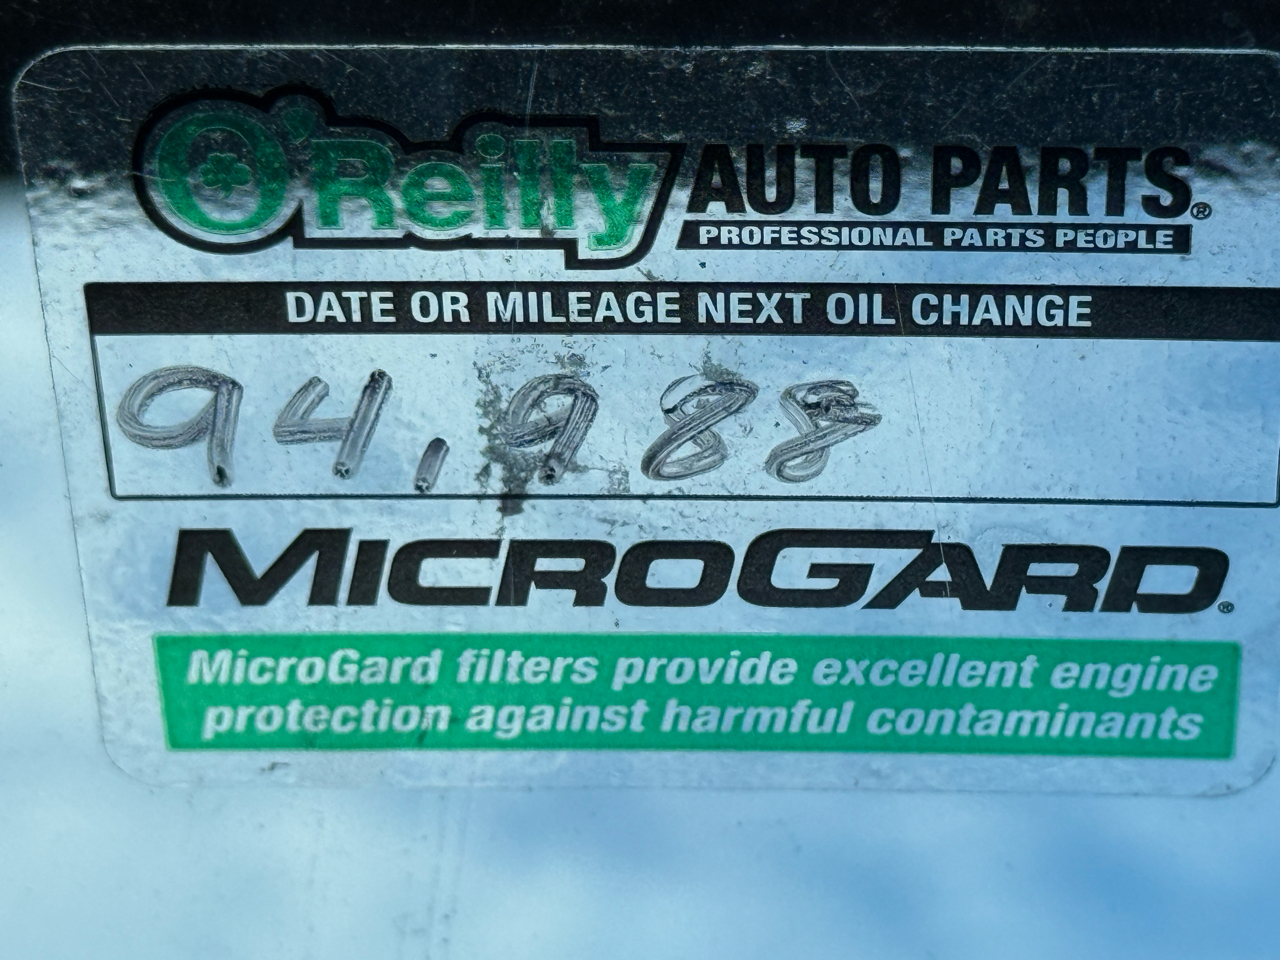 O'Reilly AUTO PARTS®
PROFESSIONAL PARTS PEOPLE
DATE OR MILEAGE NEXT OIL CHANGE
94,988
MICROGARD®
MicroGard filters provide excellent engine
protection against harmful contaminants